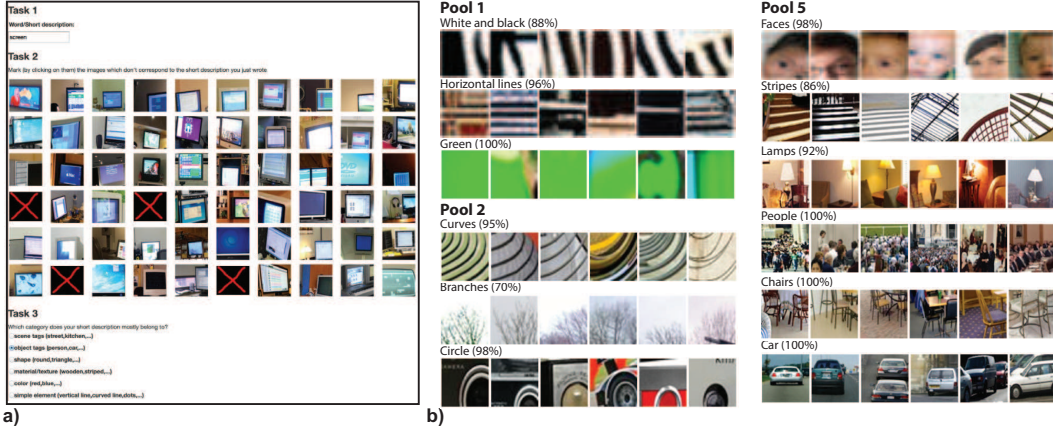 Task 1
Word/Short description:
screen
Task 2
Mark (by clicking on them) the images which don't correspond to the short description you just wrote
Task 3
Which category does your short description mostly belong to?
scene tags (street,kitchen,...)
object tags (person,car,...)
shape (round,triangle,...)
material/texture (wooden,striped,...)
color (red,blue,...)
simple element (vertical line,curved line,dots,...)
a)
Pool 1
White and black (88%)
Horizontal lines (96%)
Green (100%)
Pool 2
Curves (95%)
Branches (70%)
Circle (98%)
b)
Pool 5
Faces (98%)
Stripes (86%)
Lamps (92%)
People (100%)
Chairs (100%)
Car (100%)